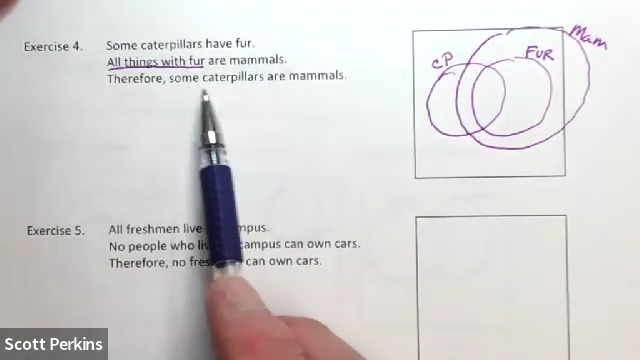 Exercise 4. Some caterpillars have fur.
All things with fur are mammals.
Therefore, some caterpillars are mammals.
CP
FUR
Mam
Exercise 5. All freshmen live
No people who campus can own cars.
Therefore, no can own cars.
Scott Perkins